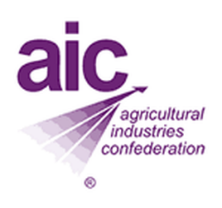 aic
agricultural
industries
confederation
®